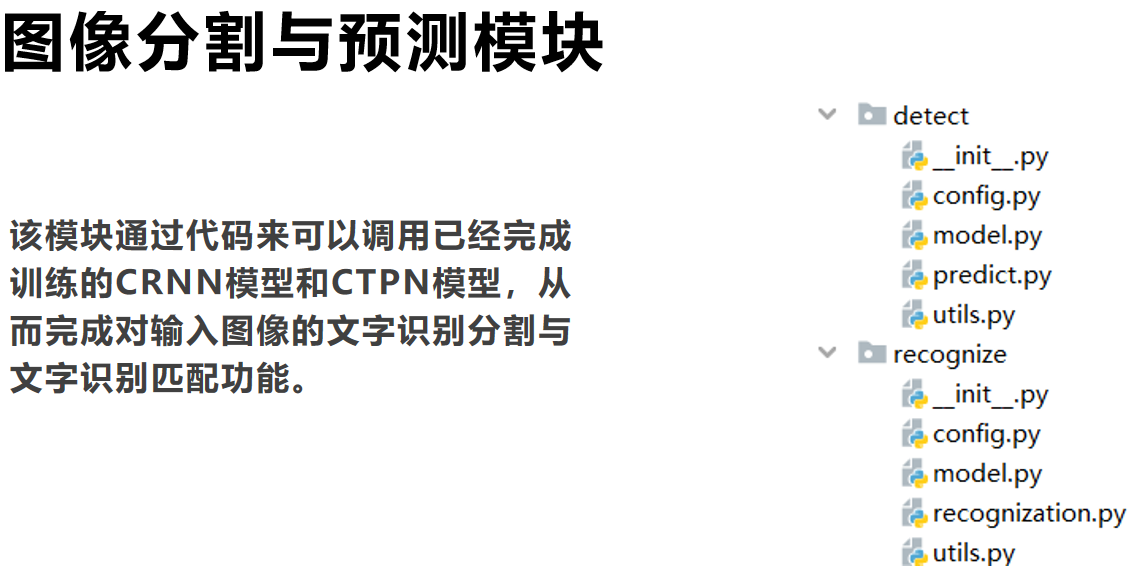 图像分割与预测模块
该模块通过代码来可以调用已经完成
训练的CRNN模型和CTPN模型，从
而完成对输入图像的文字识别分割与
文字识别匹配功能。
detect
__init__.py
config.py
model.py
predict.py
utils.py
recognize
__init__.py
config.py
model.py
recognization.py
utils.py